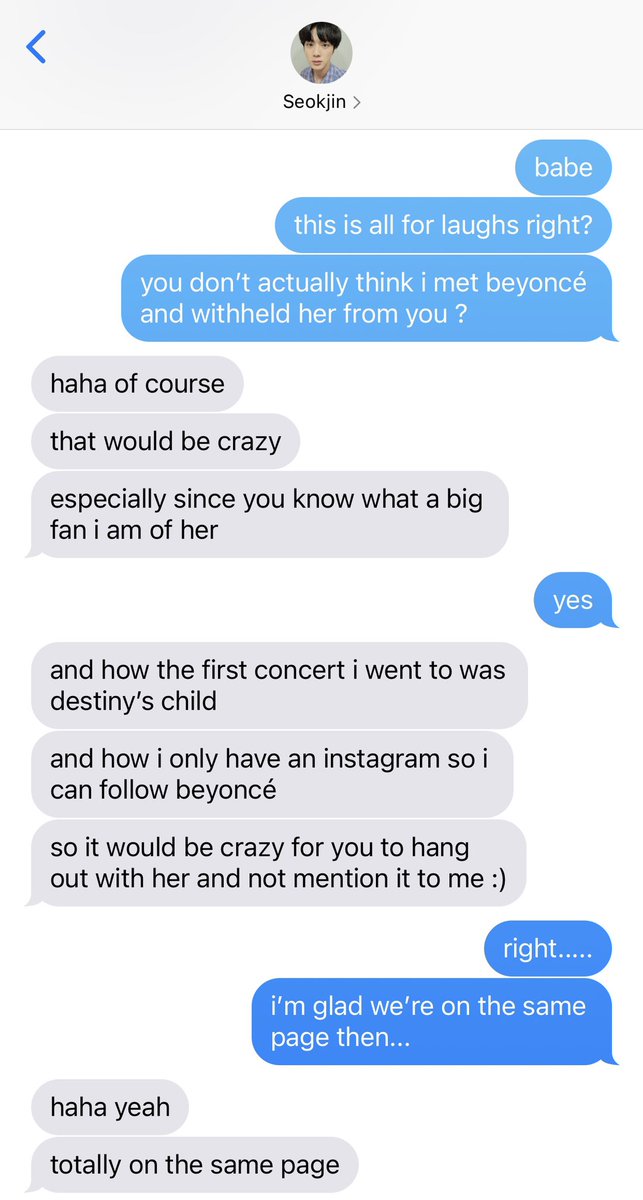 Seokjin
babe
this is all for laughs right?
you don’t actually think i met beyoncé
and withheld her from you ?
haha of course
that would be crazy
especially since you know what a big
fan i am of her
yes
and how the first concert i went to was
destiny’s child
and how i only have an instagram so i
can follow beyoncé
so it would be crazy for you to hang
out with her and not mention it to me :)
right.....
i’m glad we’re on the same
page then...
haha yeah
totally on the same page